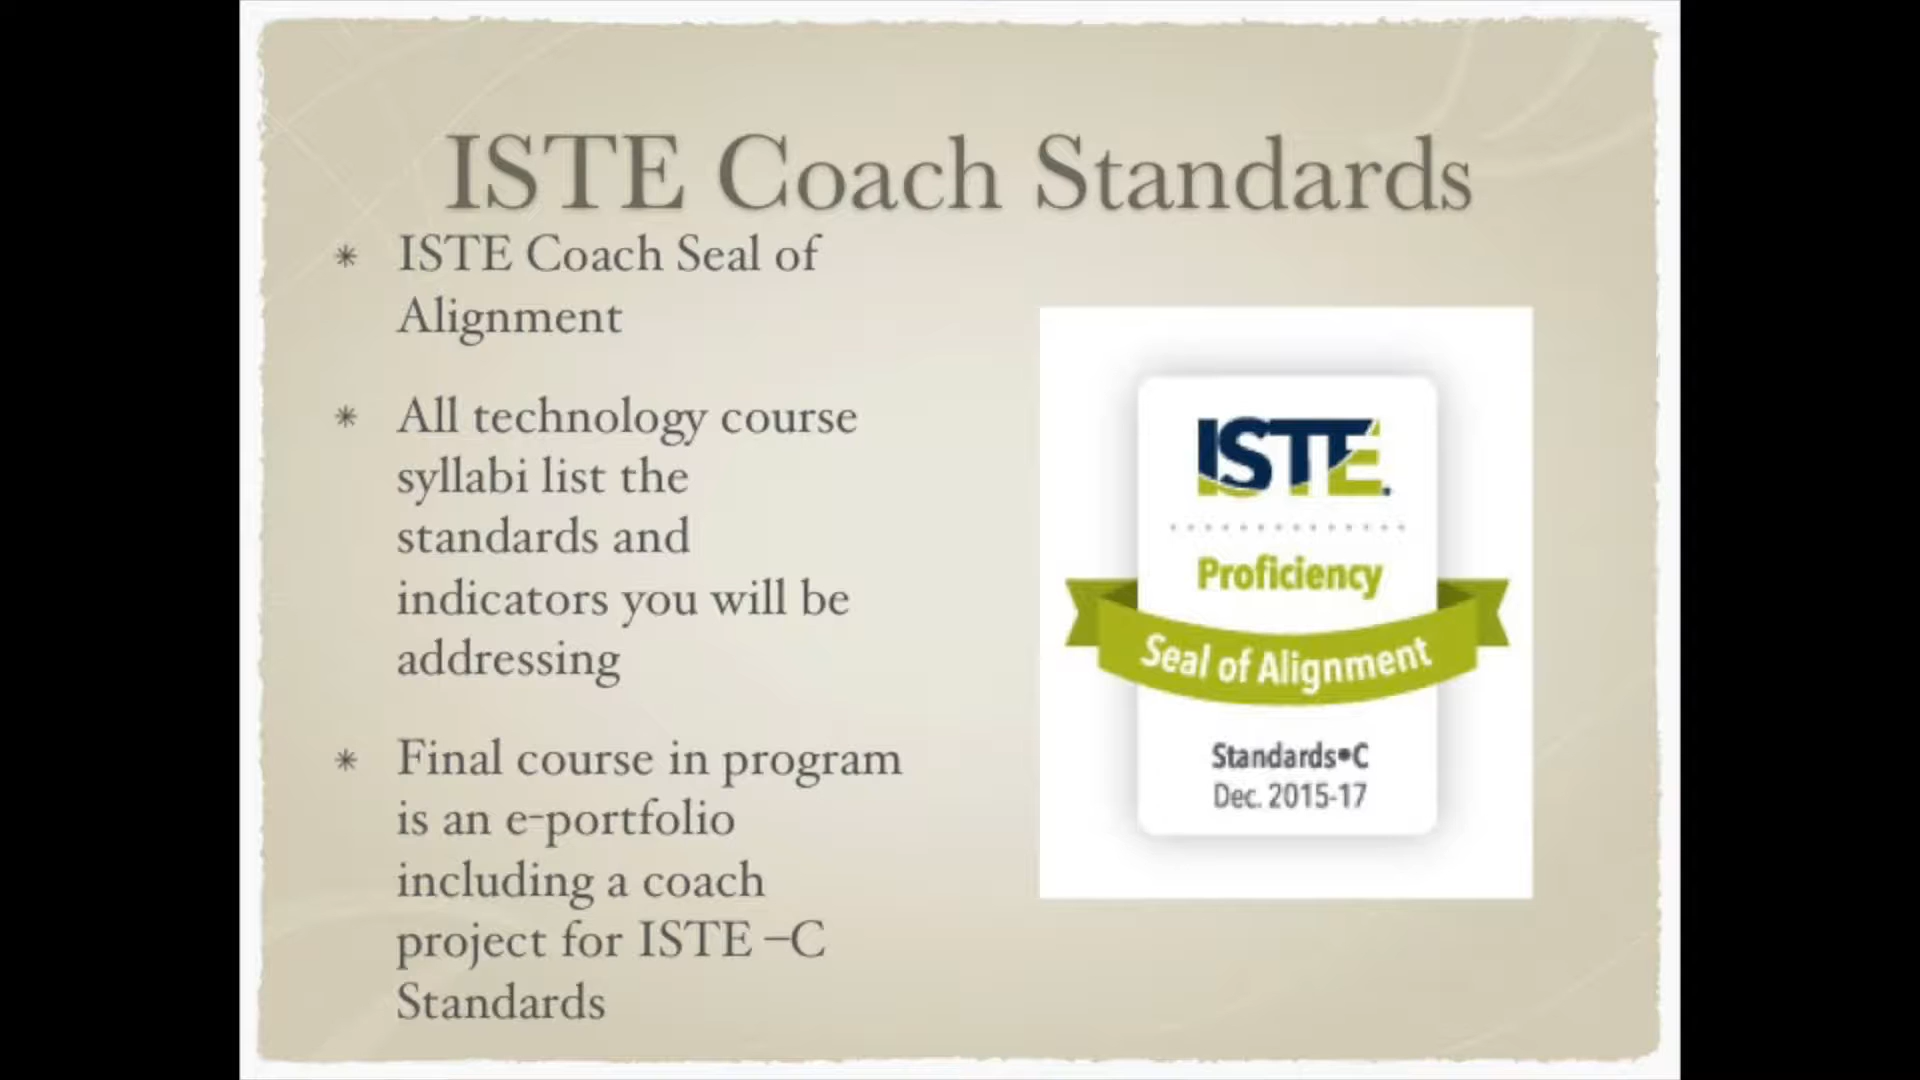 ISTE Coach Standards
* ISTE Coach Seal of
Alignment
* All technology course
syllabi list the
standards and
indicators you will be
addressing
* Final course in program
is an e-portfolio
including a coach
project for ISTE –C
Standards
ISTE.
Proficiency
Seal of Alignment
Standards•C
Dec. 2015-17